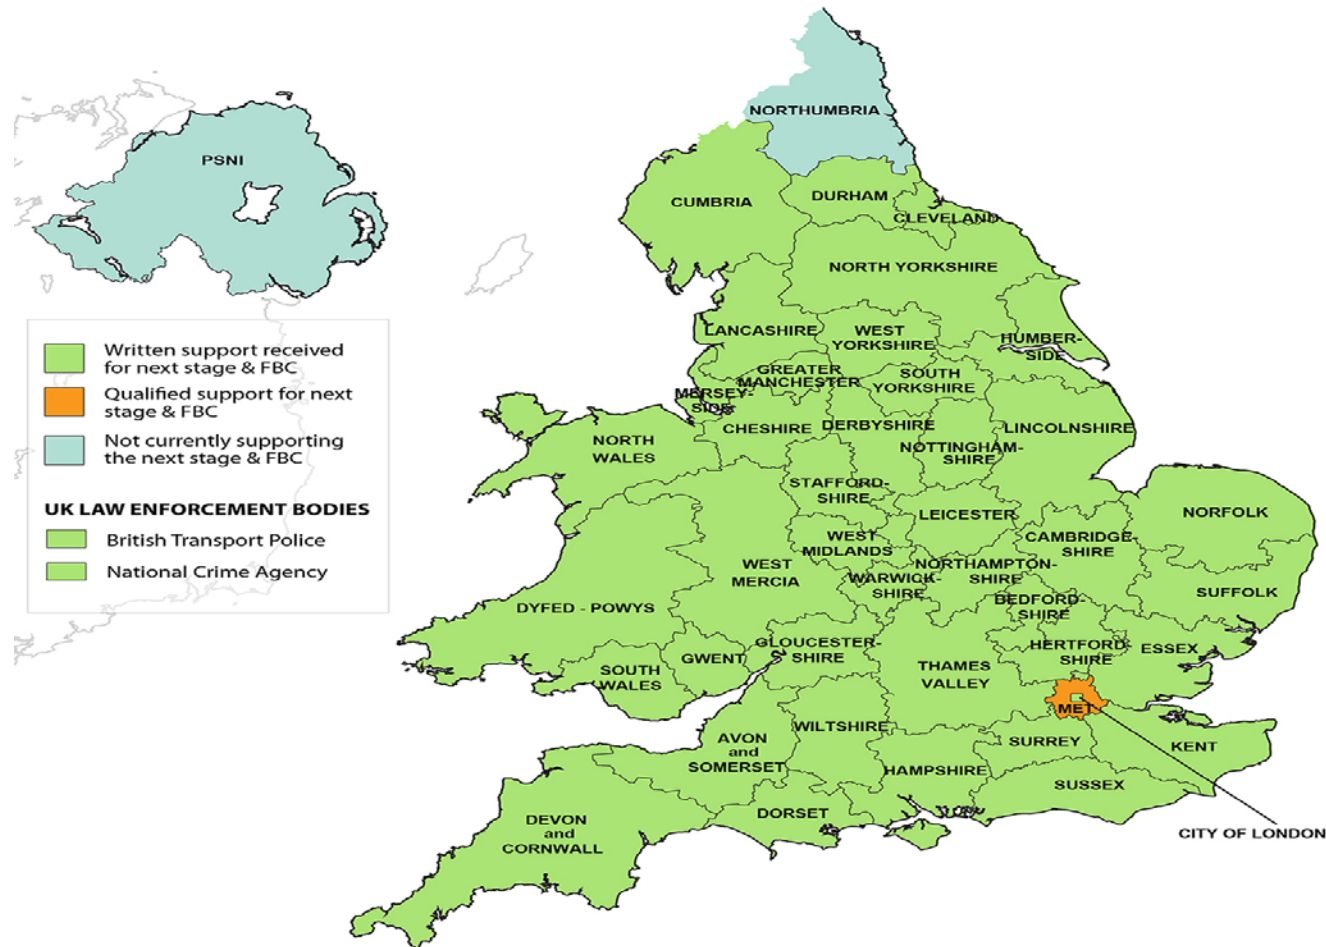 NORTHUMBRIA
PSNI
DURHAM
CUMBRIA
CLEVELAND
NORTH YORKSHIRE
LANCASHIRE
WEST
YORKSHIRE
HUMBER-
SIDE
GREATER
MANCHESTER
SOUTH
YORKSHIRE
MERSEY-
SIDE
CHESHIRE
DERBYSHIRE
LINCOLNSHIRE
NORTH
WALES
NOTTINGHAM-
SHIRE
STAFFORD-
SHIRE
LEICESTER
NORFOLK
WEST
MIDLANDS
CAMBRIDGE-
SHIRE
WEST
MERCIA
WARWICK-
SHIRE
NORTHAMPTON-
SHIRE
BEDFORD-
SHIRE
SUFFOLK
DYFED - POWYS
GLOUCESTER-
SHIRE
GWENT
HERTFORD-
SHIRE
ESSEX
SOUTH
WALES
THAMES
VALLEY
MET
WILTSHIRE
AVON
and
SOMERSET
SURREY
KENT
HAMPSHIRE
SUSSEX
DORSET
DEVON
and
CORNWALL
CITY OF LONDON
Written support received
for next stage & FBC
Qualified support for next
stage & FBC
Not currently supporting
the next stage & FBC
UK LAW ENFORCEMENT BODIES
British Transport Police
National Crime Agency